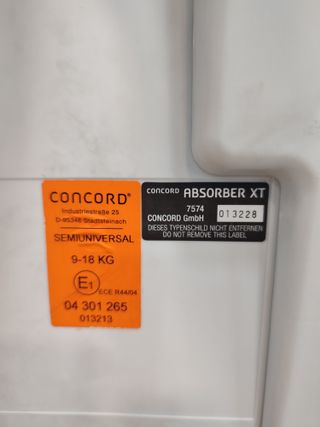 CONCORD®
Industriestraße 25
D-95346 Stadtsteinach
SEMIUNIVERSAL
9-18 KG
E1 ECE R44/04
04 301 265
013213
CONCORD ABSORBER XT
7574
CONCORD GmbH 013228
DIESES TYPENSCHILD NICHT ENTFERNEN
DO NOT REMOVE THIS LABEL